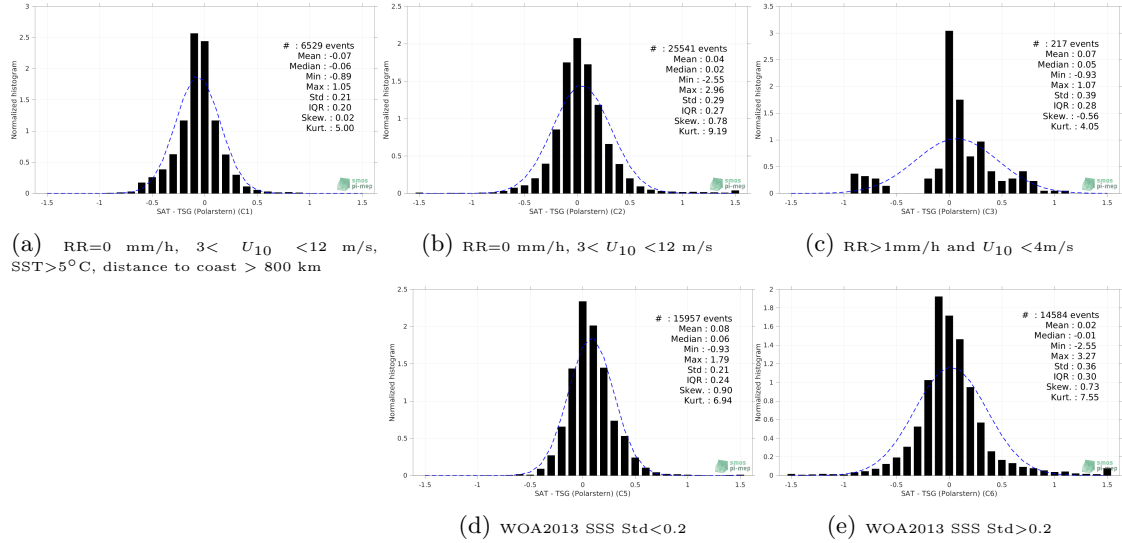 3
2.5
2
1.5
1
0.5
0
Normalized histogram
# : 6529 events
Mean : -0.07
Median : -0.06
Min : -0.89
Max : 1.05
Std : 0.21
IQR : 0.20
Skew. : 0.02
Kurt. : 5.00
smos
pi-mep
-1.5 -1 -0.5 0 0.5 1 1.5
SAT - TSG (Polarstern) (C1)
(a) RR=0 mm/h, 3< U10 <12 m/s,
SST>5°C, distance to coast > 800 km
2.5
2
1.5
1
0.5
0
Normalized histogram
# : 25541 events
Mean : 0.04
Median : 0.02
Min : -2.55
Max : 2.96
Std : 0.29
IQR : 0.27
Skew. : 0.78
Kurt. : 9.19
smos
pi-mep
-1.5 -1 -0.5 0 0.5 1 1.5
SAT - TSG (Polarstern) (C2)
(b) RR=0 mm/h, 3< U10 <12 m/s
3.5
3
2.5
2
1.5
1
0.5
0
Normalized histogram
# : 217 events
Mean : 0.07
Median : 0.05
Min : -0.93
Max : 1.07
Std : 0.39
IQR : 0.28
Skew. : -0.56
Kurt. : 4.05
smos
pi-mep
-1.5 -1 -0.5 0 0.5 1 1.5
SAT - TSG (Polarstern) (C3)
(c) RR>1mm/h and U10 <4m/s
2.5
2
1.5
1
0.5
0
Normalized histogram
# : 15957 events
Mean : 0.08
Median : 0.06
Min : -0.93
Max : 1.79
Std : 0.21
IQR : 0.24
Skew. : 0.90
Kurt. : 6.94
smos
pi-mep
-1.5 -1 -0.5 0 0.5 1 1.5
SAT - TSG (Polarstern) (C5)
(d) WOA2013 SSS Std<0.2
2
1.8
1.6
1.4
1.2
1
0.8
0.6
0.4
0.2
0
Normalized histogram
# : 14584 events
Mean : 0.02
Median : -0.01
Min : -2.55
Max : 3.27
Std : 0.36
IQR : 0.30
Skew. : 0.73
Kurt. : 7.55
smos
pi-mep
-1.5 -1 -0.5 0 0.5 1 1.5
SAT - TSG (Polarstern) (C6)
(e) WOA2013 SSS Std>0.2